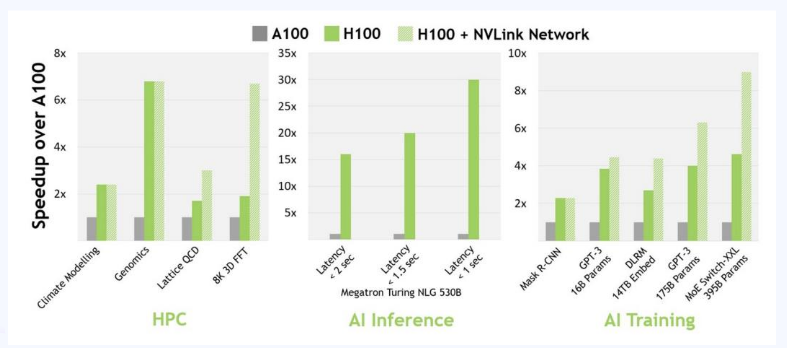 A100 H100 H100 + NVLink Network
Speedup over A100
8x
6x
4x
2x
Climate Modelling
Genomics
Lattice QCD
8K 3D FFT
HPC
35x
30x
25x
20x
15x
10x
5x
Latency
< 2 sec
Latency
< 1.5 sec
Latency
< 1 sec
Megatron Turing NLG 530B
AI Inference
10x
8x
6x
4x
2x
Mask R-CNN
GPT-3
16B Params
DLRM
14TB Embed
GPT-3
175B Params
MoE Switch-XXL
395B Params
AI Training